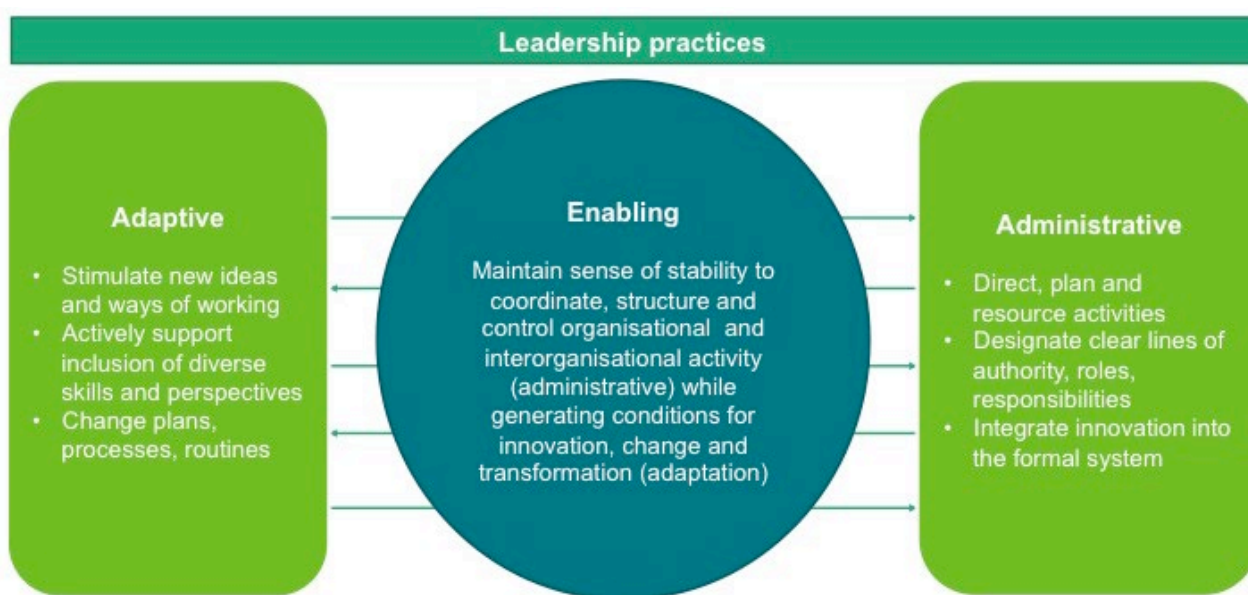 Leadership practices
Adaptive
• Stimulate new ideas
and ways of working
• Actively support
inclusion of diverse
skills and perspectives
• Change plans,
processes, routines
Enabling
Maintain sense of stability to
coordinate, structure and
control organisational and
interorganisational activity
(administrative) while
generating conditions for
innovation, change and
transformation (adaptation)
Administrative
• Direct, plan and
resource activities
• Designate clear lines of
authority, roles,
responsibilities
• Integrate innovation into
the formal system